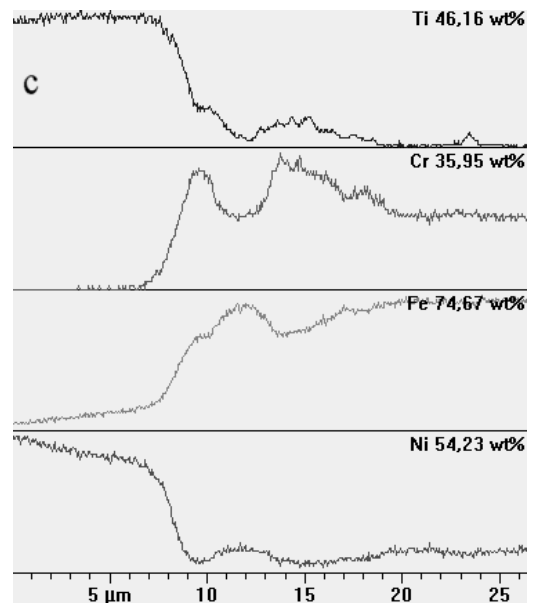 Ti 46,16 wt%
c
Cr 35,95 wt%
Fe 74,67 wt%
Ni 54,23 wt%
5 µm 10 15 20 25